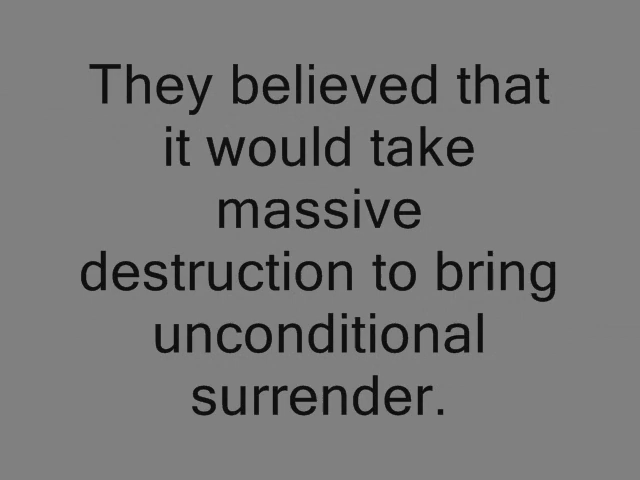 They believed that
it would take
massive
destruction to bring
unconditional
surrender.